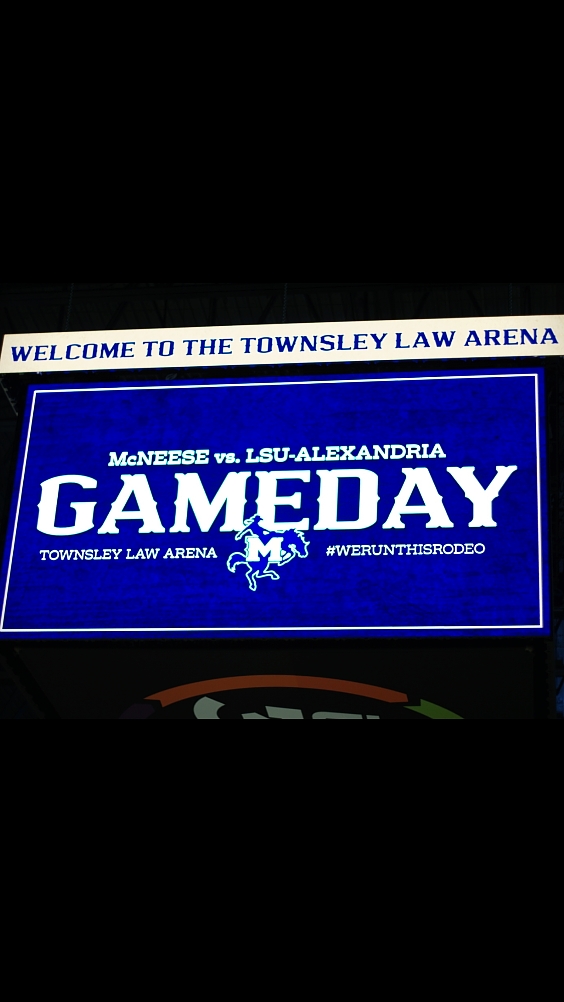 WELCOME TO THE TOWNSLEY LAW ARENA
McNEESE vs. LSU-ALEXANDRIA
GAMEDAY
TOWNSLEY LAW ARENA M #WERUNTHISRODEO